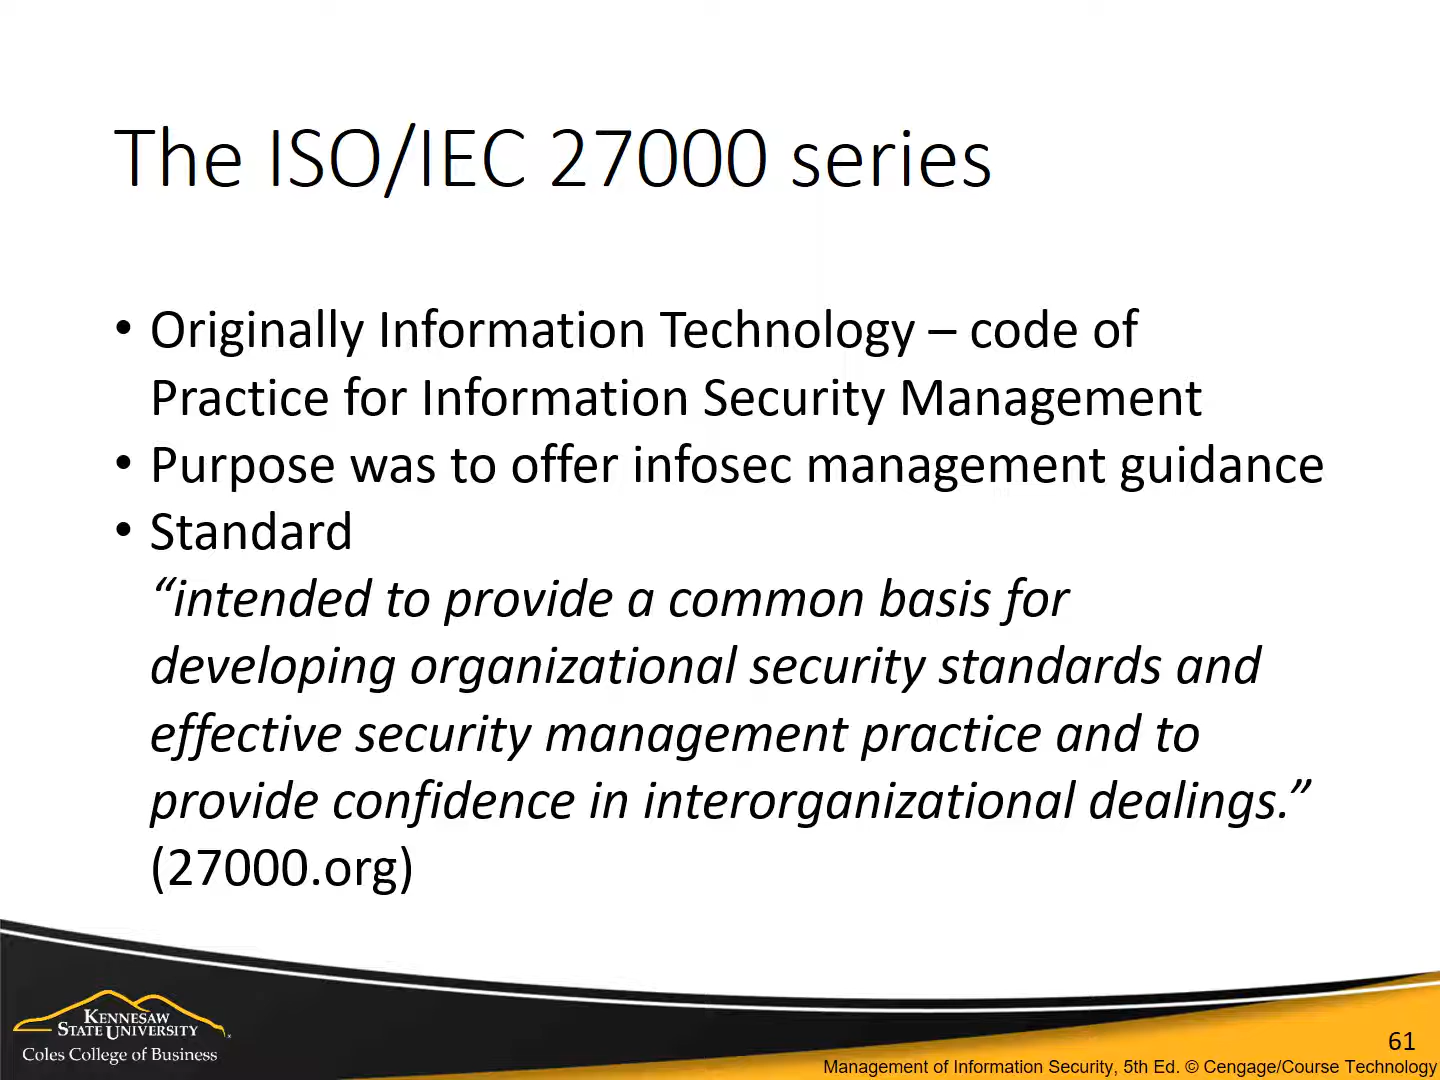 The ISO/IEC 27000 series
• Originally Information Technology – code of
Practice for Information Security Management
• Purpose was to offer infosec management guidance
• Standard
“intended to provide a common basis for
developing organizational security standards and
effective security management practice and to
provide confidence in interorganizational dealings.”
(27000.org)
KENNESAW
STATE UNIVERSITY
Coles College of Business
61
Management of Information Security, 5th Ed. © Cengage/Course Technology